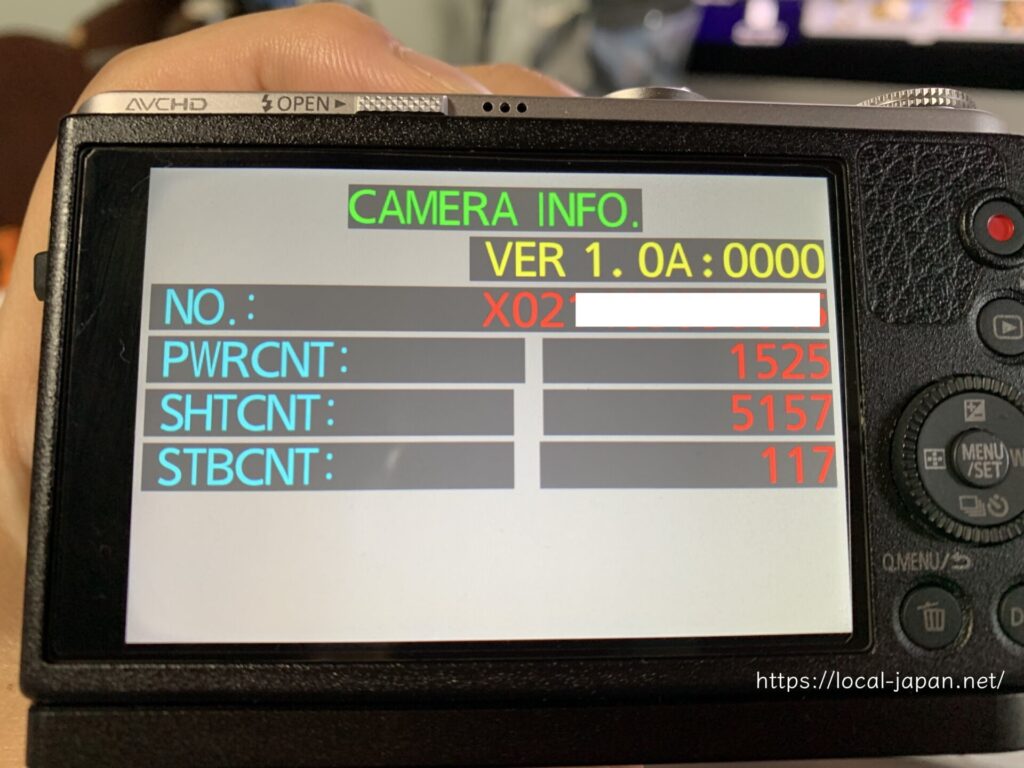 AVCHD
OPEN
CAMERA INFO.
VER 1. 0A:0000
NO.: X02
PWRCNT: 1525
SHTCNT: 5157
STBCNT: 117
MENU
/SET
Q.MENU/
https://local-japan.net/